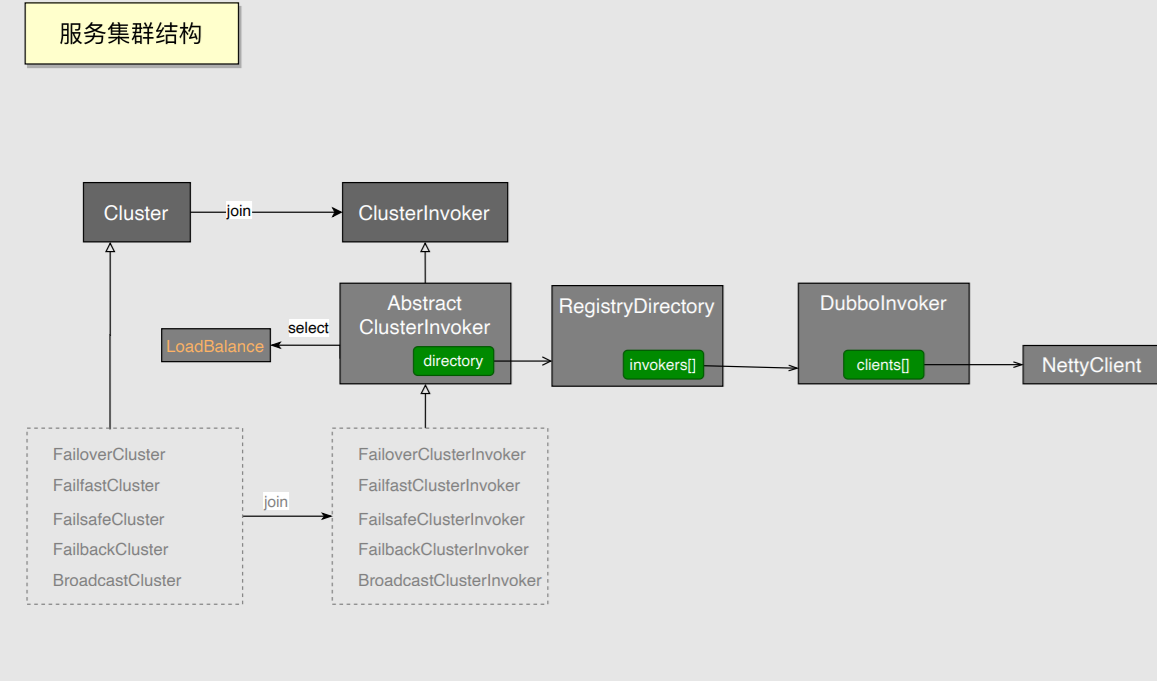 服务集群结构
Cluster
join
ClusterInvoker
Abstract
ClusterInvoker
directory
select
LoadBalance
RegistryDirectory
invokers[]
DubboInvoker
clients[]
NettyClient
FailoverCluster
FailfastCluster
FailsafeCluster
FailbackCluster
BroadcastCluster
join
FailoverClusterInvoker
FailfastClusterInvoker
FailsafeClusterInvoker
FailbackClusterInvoker
BroadcastClusterInvoker